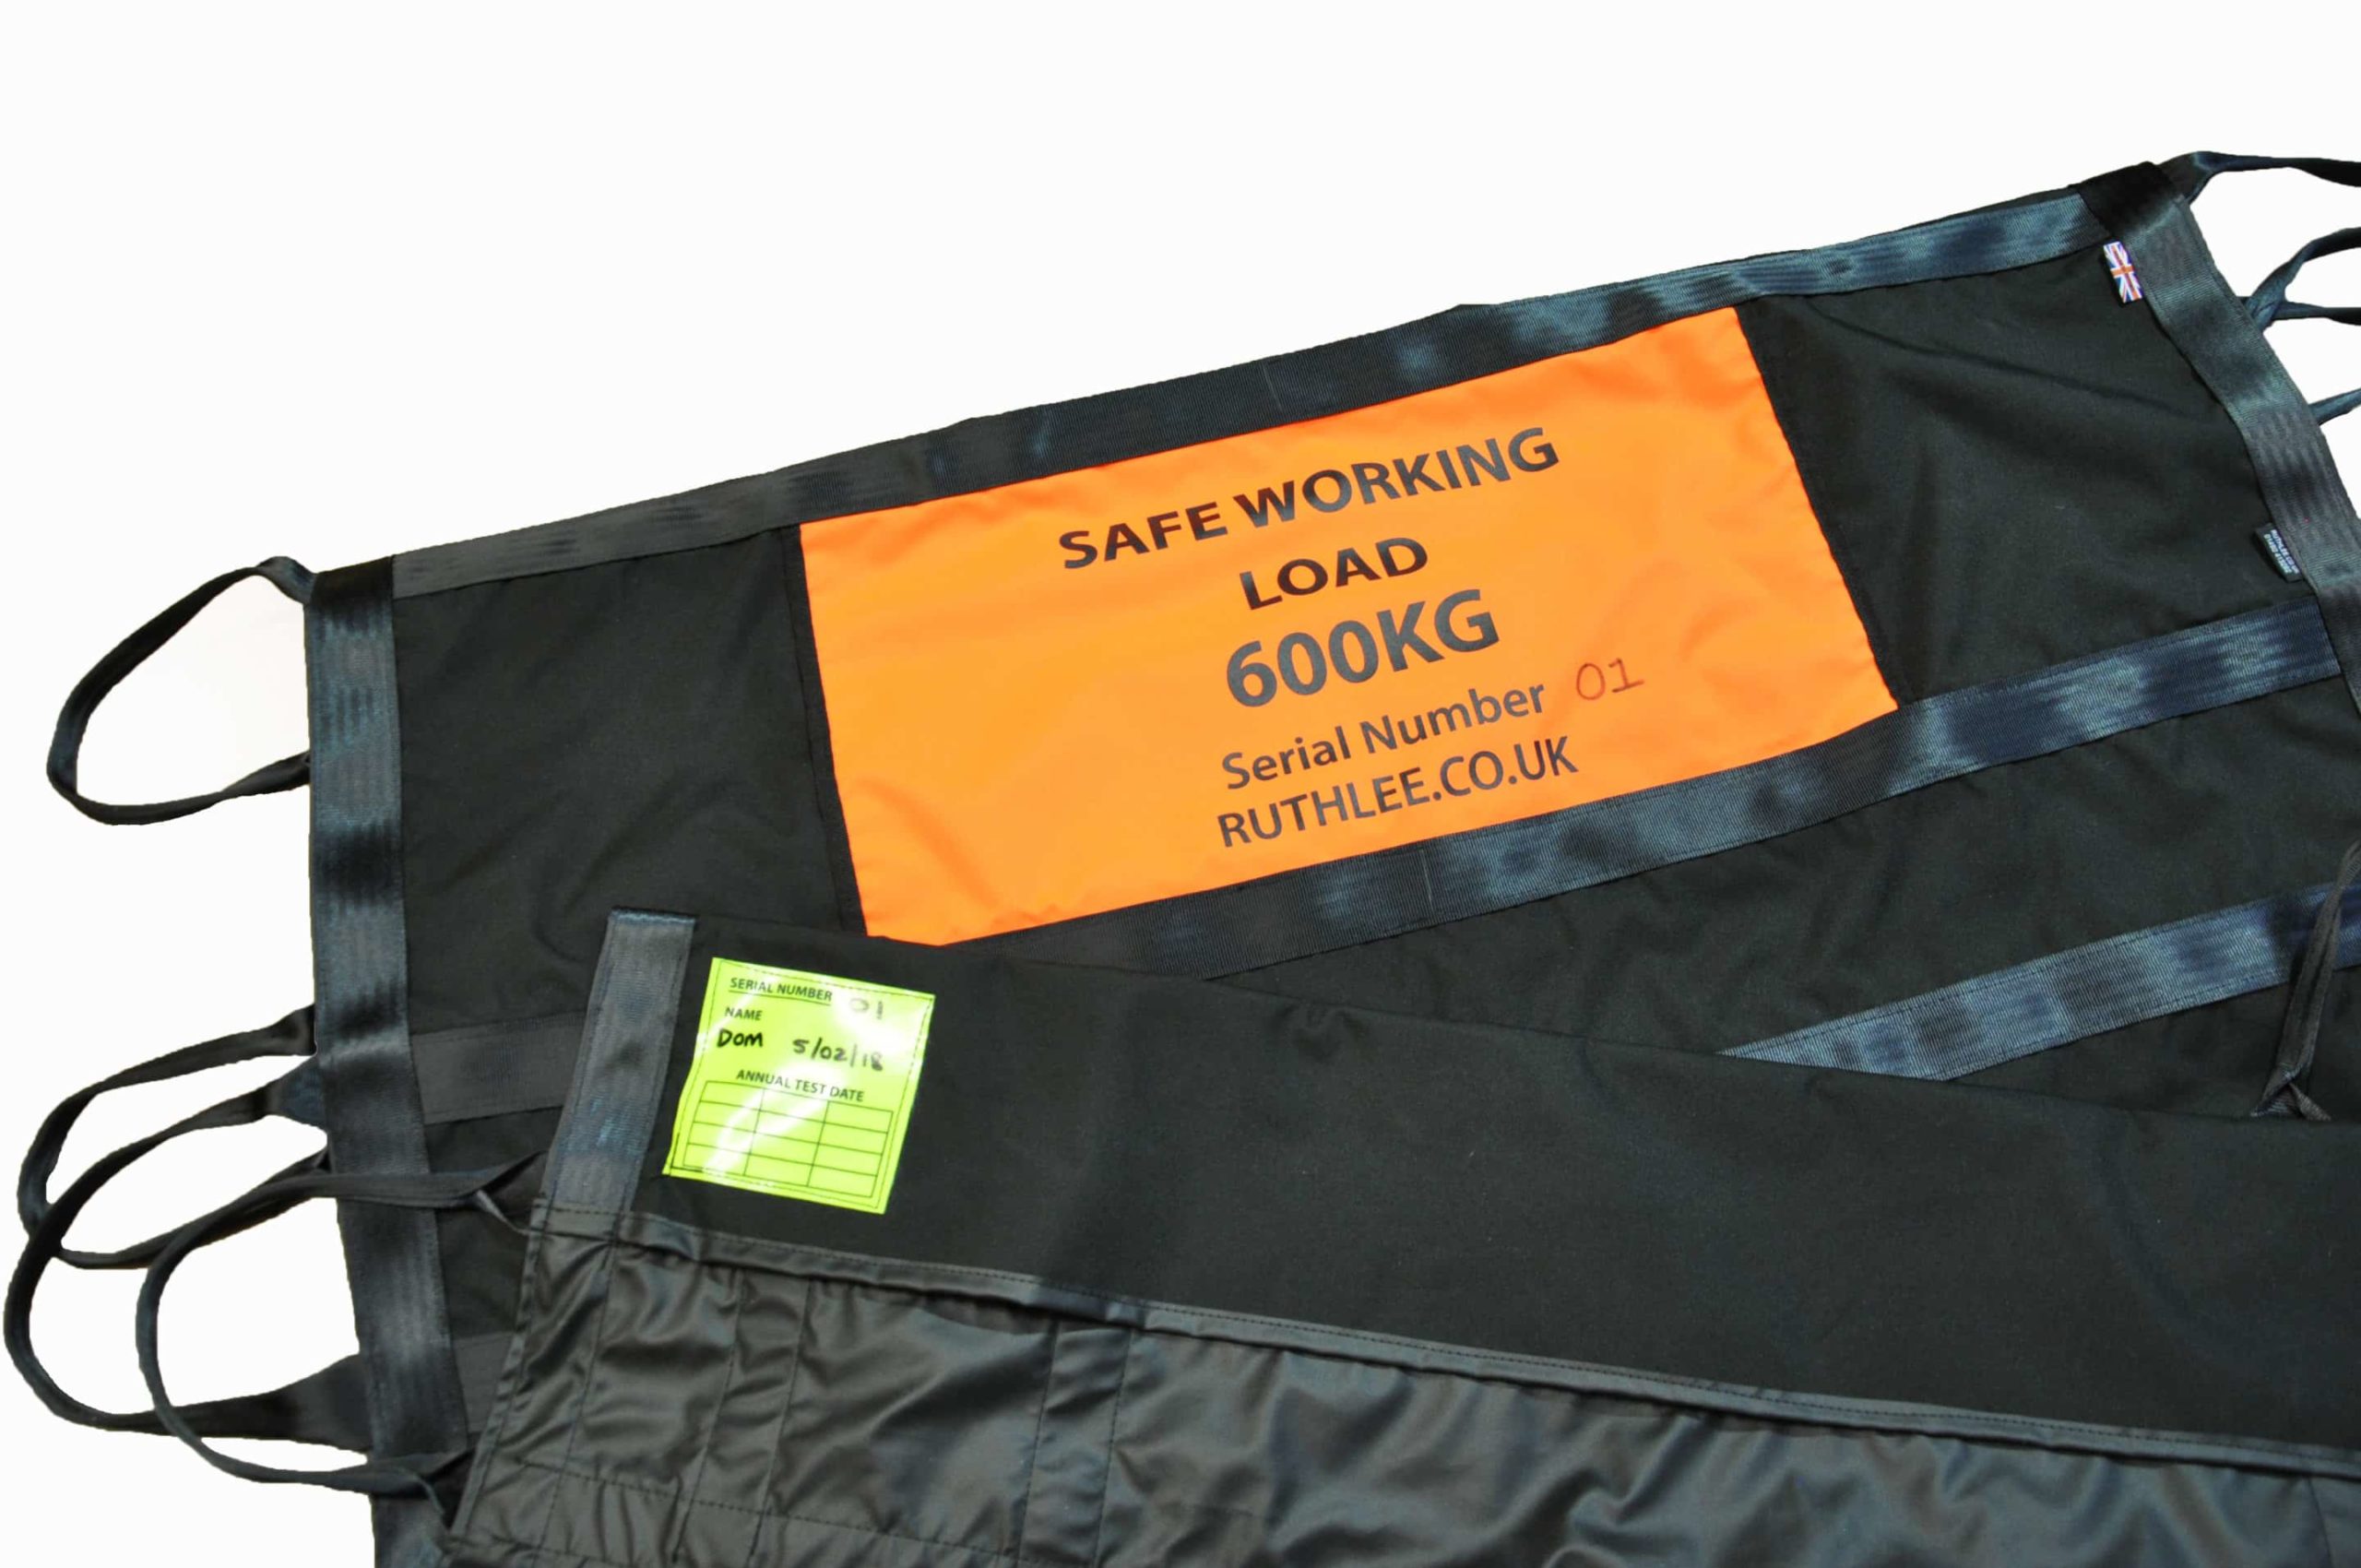 SAFE WORKING
LOAD
600KG
Serial Number 01
RUTHLEE.CO.UK
SERIAL NUMBER 01
NAME
DOM 5/02/18
ANNUAL TEST DATE